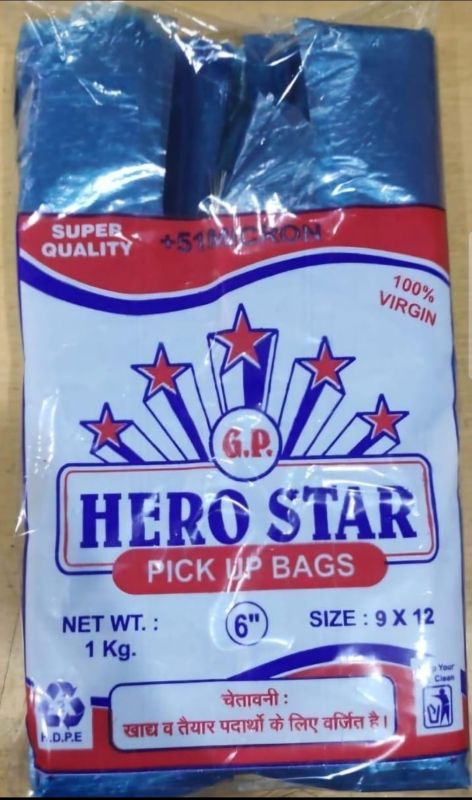 SUPER
QUALITY
+51MICRON
100%
VIRGIN
G.P.
HERO STAR
PICK UP BAGS
NET WT. :
1 Kg.
6"
SIZE : 9 X 12
चेतावनी :
खाद्य व तैयार पदार्थो के लिए वर्जित है।
H.D.P.E
Your
Clean